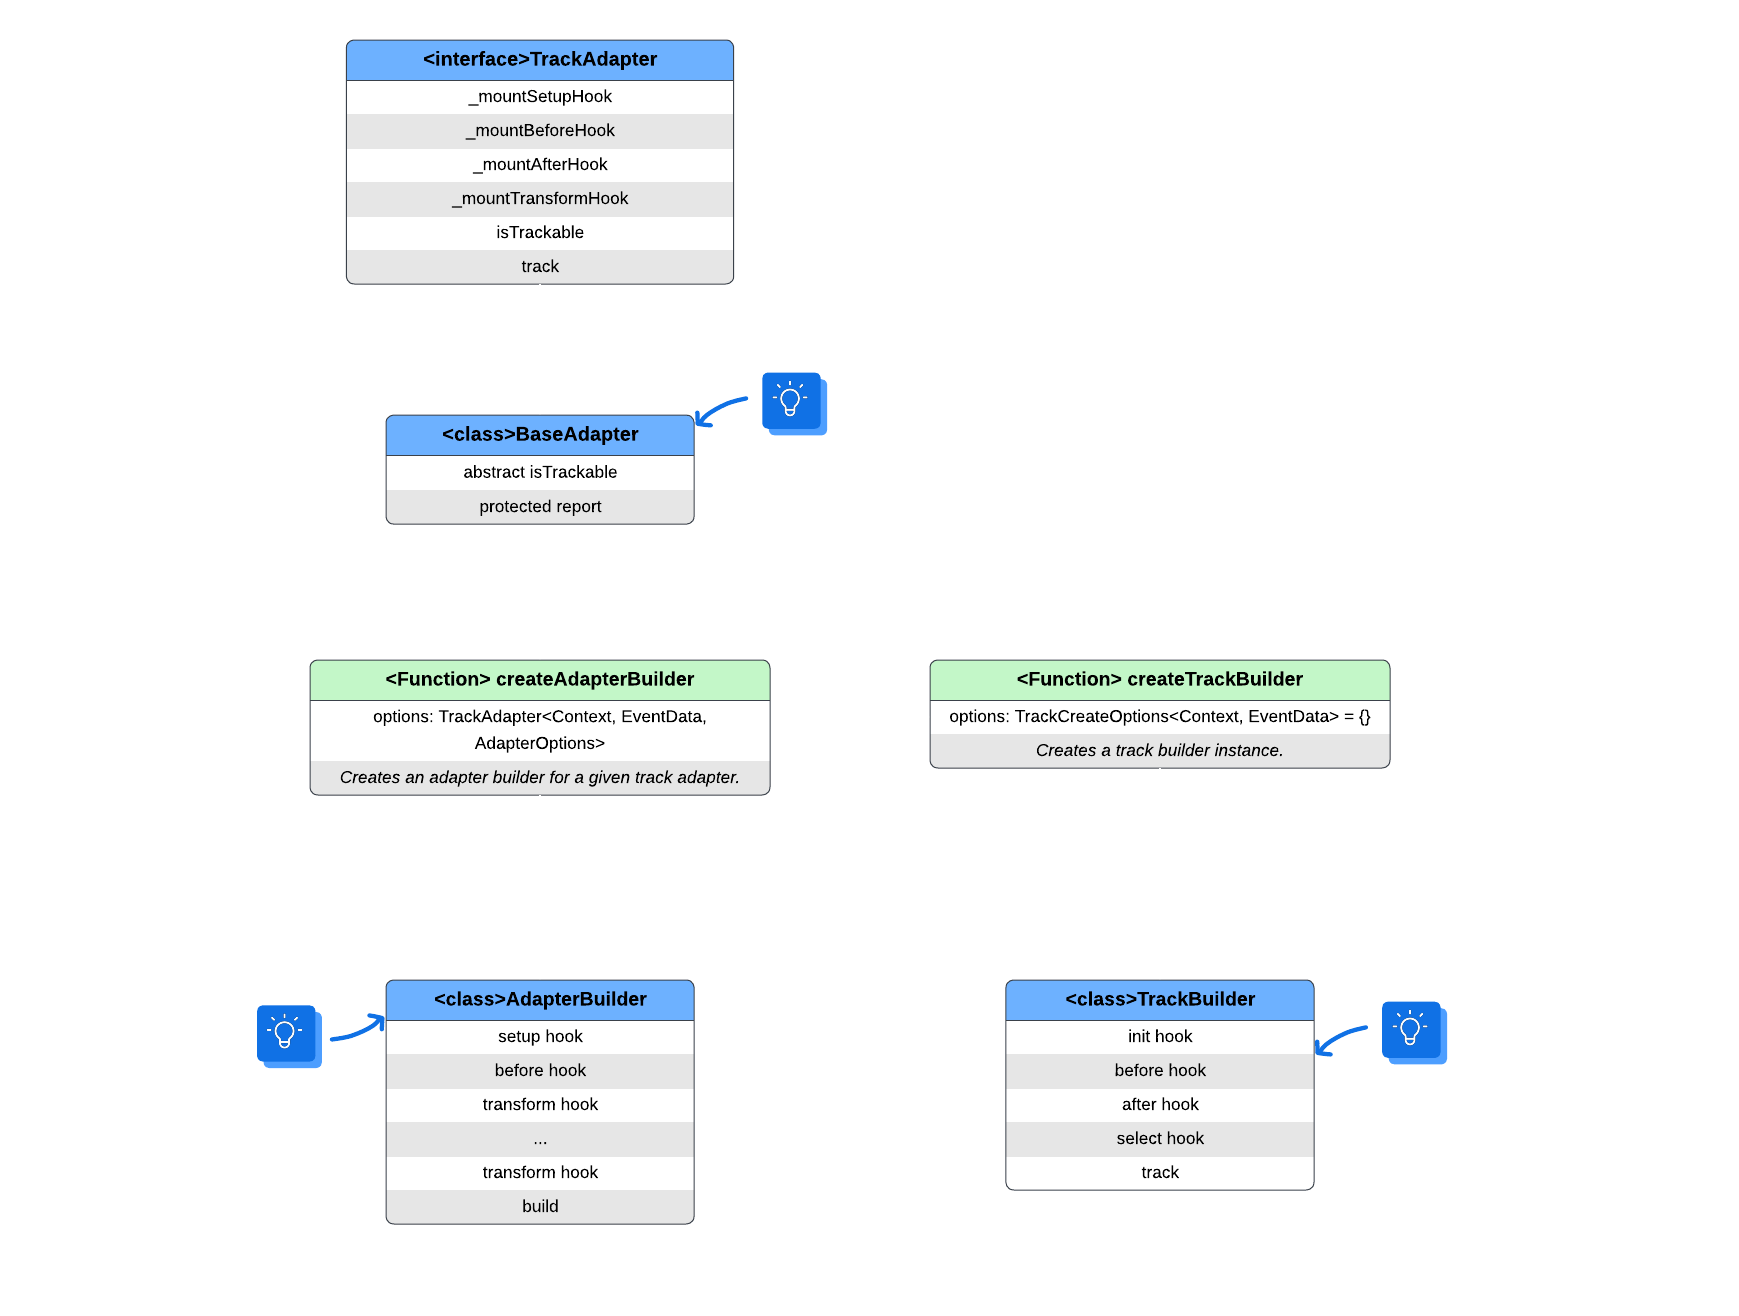 <interface>TrackAdapter
_mountSetupHook
_mountBeforeHook
_mountAfterHook
_mountTransformHook
isTrackable
track
<class>BaseAdapter
abstract isTrackable
protected report
<Function> createAdapterBuilder
options: TrackAdapter<Context, EventData,
AdapterOptions>
Creates an adapter builder for a given track adapter.
<Function> createTrackBuilder
options: TrackCreateOptions<Context, EventData> = {}
Creates a track builder instance.
<class>AdapterBuilder
setup hook
before hook
transform hook
...
transform hook
build
<class>TrackBuilder
init hook
before hook
after hook
select hook
track